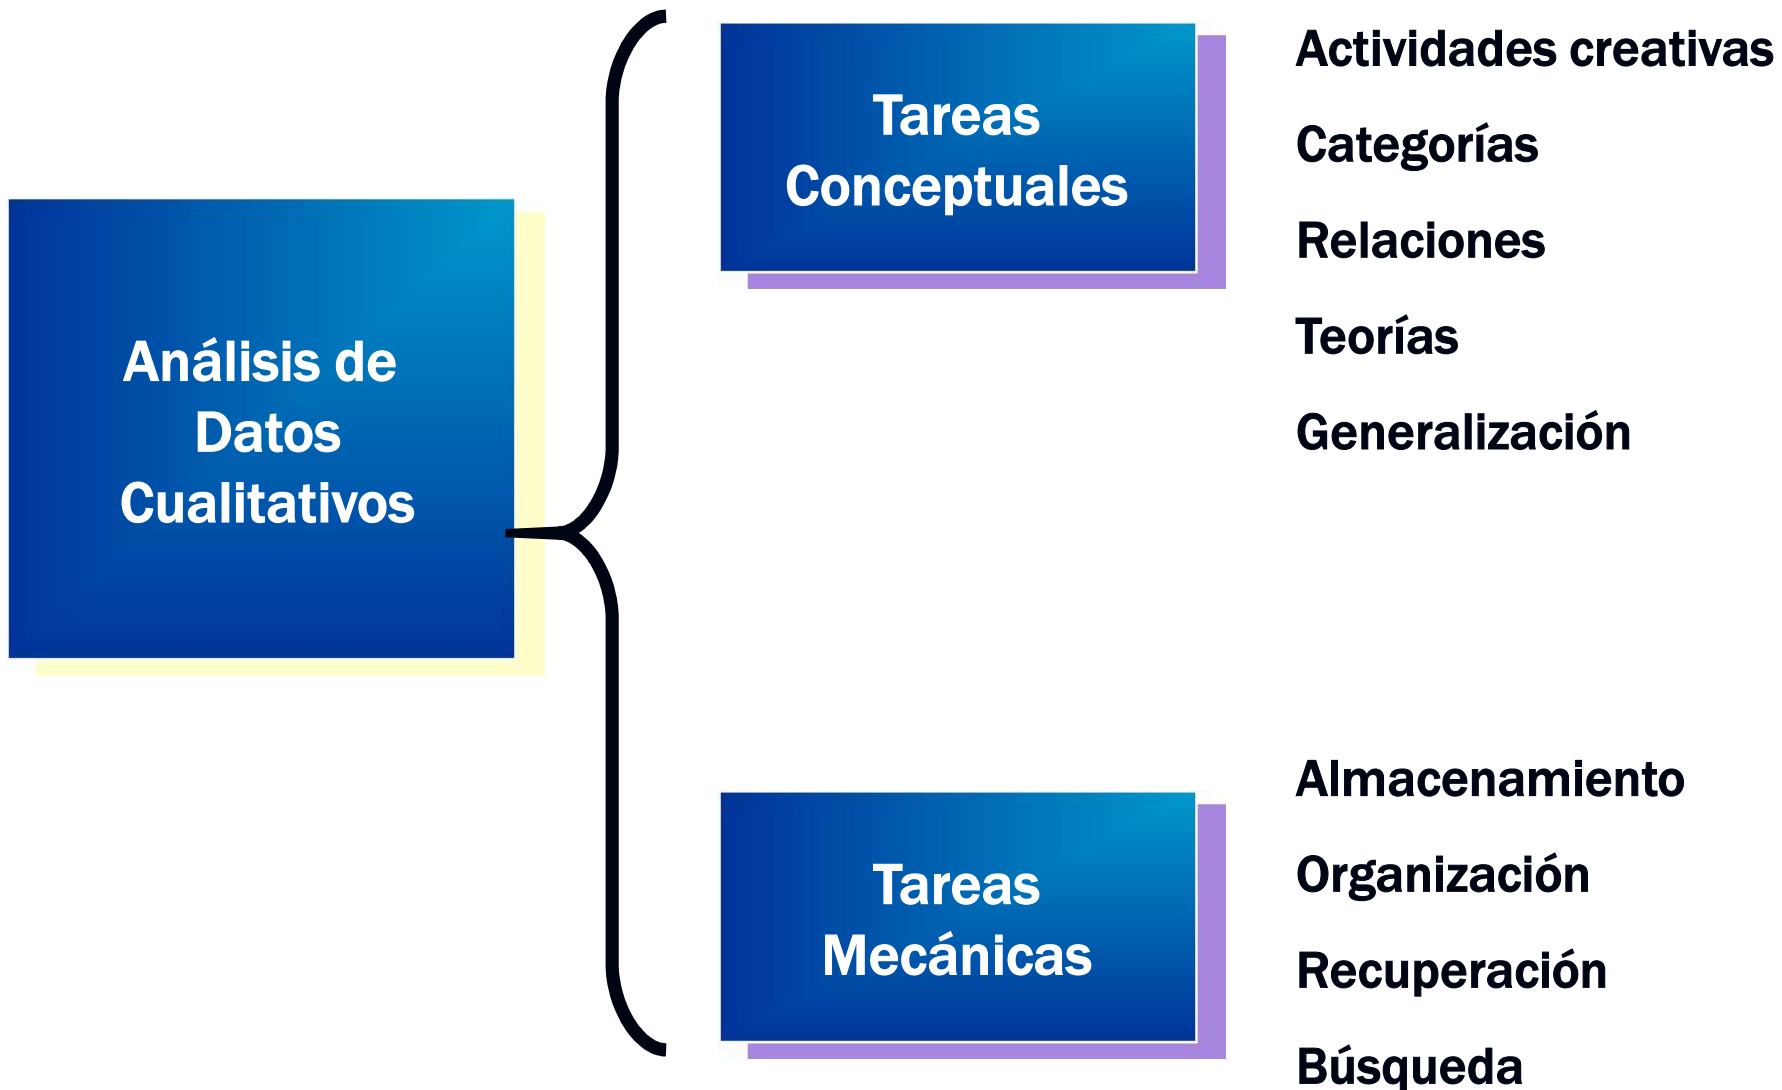 Análisis de
Datos
Cualitativos
Tareas
Conceptuales
Actividades creativas
Categorías
Relaciones
Teorías
Generalización
Tareas
Mecánicas
Almacenamiento
Organización
Recuperación
Búsqueda